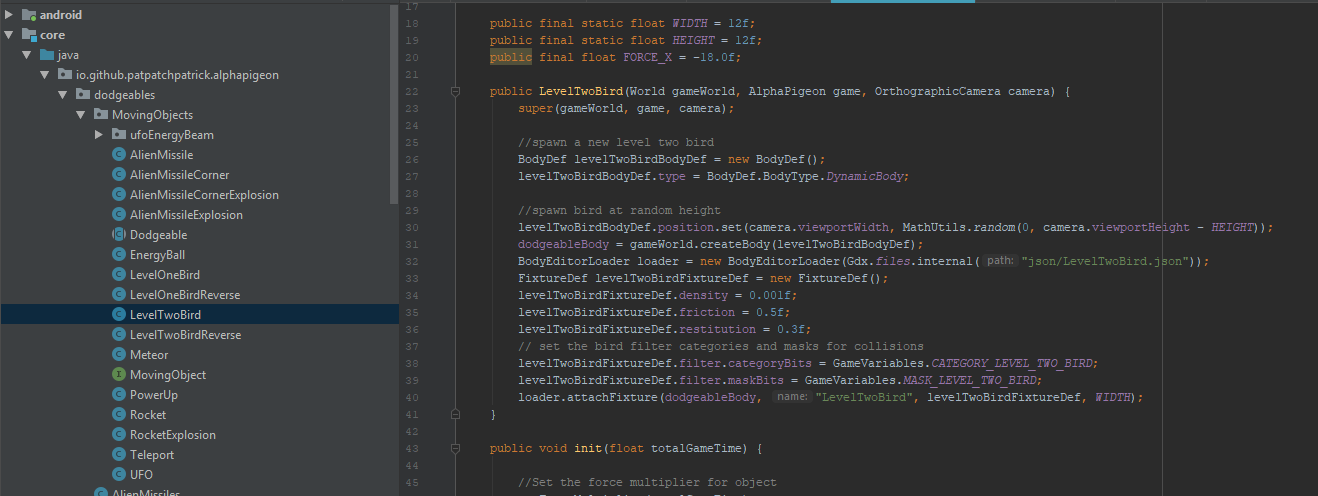 android
core
java
io.github.patpatchpatrick.alphapigeon
dodgeables
MovingObjects
ufoEnergyBeam
AlienMissile
AlienMissileCorner
AlienMissileCornerExplosion
AlienMissileExplosion
Dodgeable
EnergyBall
LevelOneBird
LevelOneBirdReverse
LevelTwoBird
LevelTwoBirdReverse
Meteor
MovingObject
PowerUp
Rocket
RocketExplosion
Teleport
UFO
AlienMissiles
17
18 public final static float WIDTH = 12f;
19 public final static float HEIGHT = 12f;
20 public final float FORCE_X = -18.0f;
21
22 public LevelTwoBird(World gameWorld, AlphaPigeon game, OrthographicCamera camera) {
23 super(gameWorld, game, camera);
24
25 //spawn a new level two bird
26 BodyDef levelTwoBirdBodyDef = new BodyDef();
27 levelTwoBirdBodyDef.type = BodyDef.BodyType.DynamicBody;
28
29 //spawn bird at random height
30 levelTwoBirdBodyDef.position.set(camera.viewportWidth, MathUtils.random(0, camera.viewportHeight - HEIGHT));
31 dodgeableBody = gameWorld.createBody(levelTwoBirdBodyDef);
32 BodyEditorLoader loader = new BodyEditorLoader(Gdx.files.internal( path: "json/LevelTwoBird.json"));
33 FixtureDef levelTwoBirdFixtureDef = new FixtureDef();
34 levelTwoBirdFixtureDef.density = 0.001f;
35 levelTwoBirdFixtureDef.friction = 0.5f;
36 levelTwoBirdFixtureDef.restitution = 0.3f;
37 // set the bird filter categories and masks for collisions
38 levelTwoBirdFixtureDef.filter.categoryBits = GameVariables.CATEGORY_LEVEL_TWO_BIRD;
39 levelTwoBirdFixtureDef.filter.maskBits = GameVariables.MASK_LEVEL_TWO_BIRD;
40 loader.attachFixture(dodgeableBody, name: "LevelTwoBird", levelTwoBirdFixtureDef, WIDTH);
41 }
42
43 public void init(float totalGameTime) {
44
45 //Set the force multiplier for object